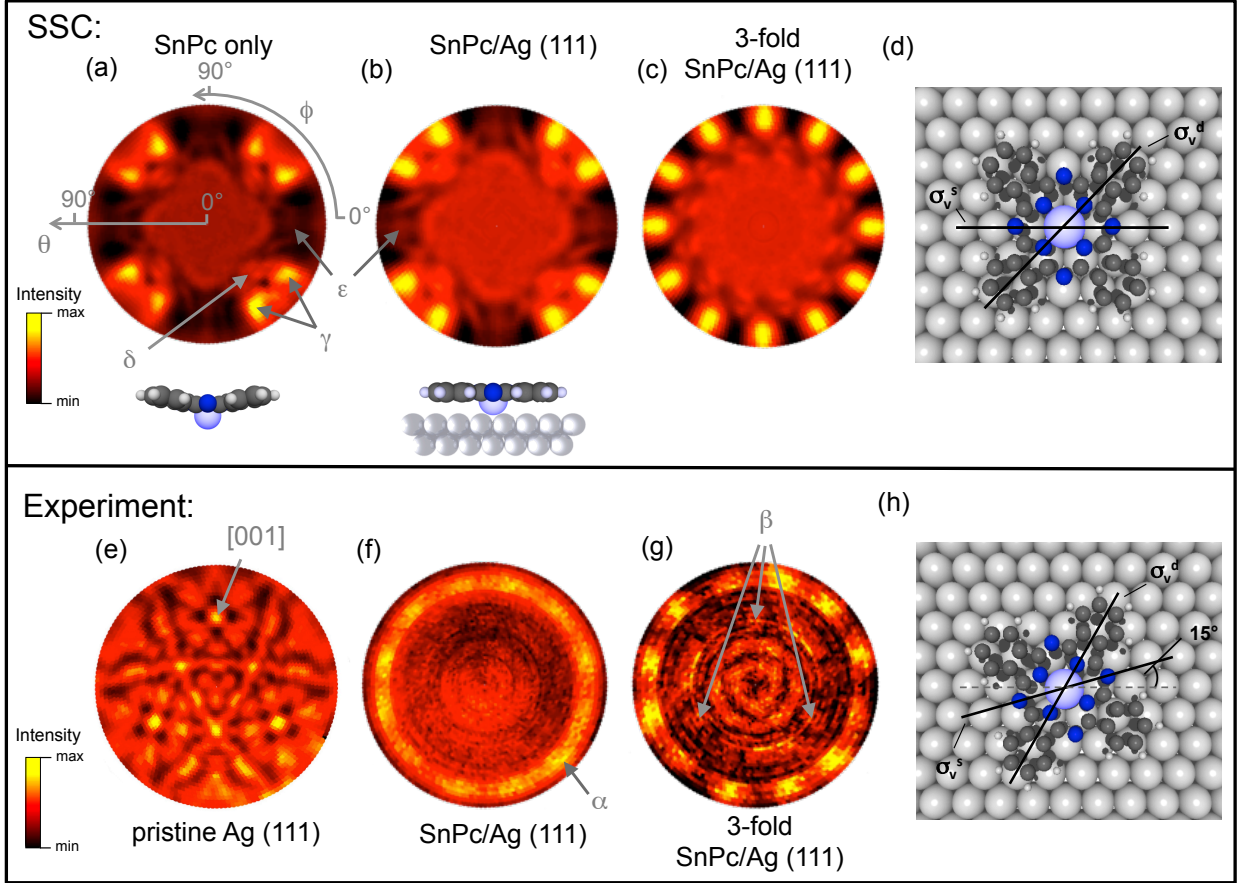 SSC:
SnPc only
SnPc/Ag (111)
3-fold
SnPc/Ag (111)
(a)
(b)
(c)
(d)
90°
ϕ
90°
0°
0°
θ
Intensity
max
min
δ
γ
ε
σᵥᵈ
σᵥˢ
Experiment:
(e)
(f)
(g)
(h)
[001]
β
α
σᵥᵈ
15°
σᵥˢ
Intensity
max
min
pristine Ag (111)
SnPc/Ag (111)
3-fold
SnPc/Ag (111)